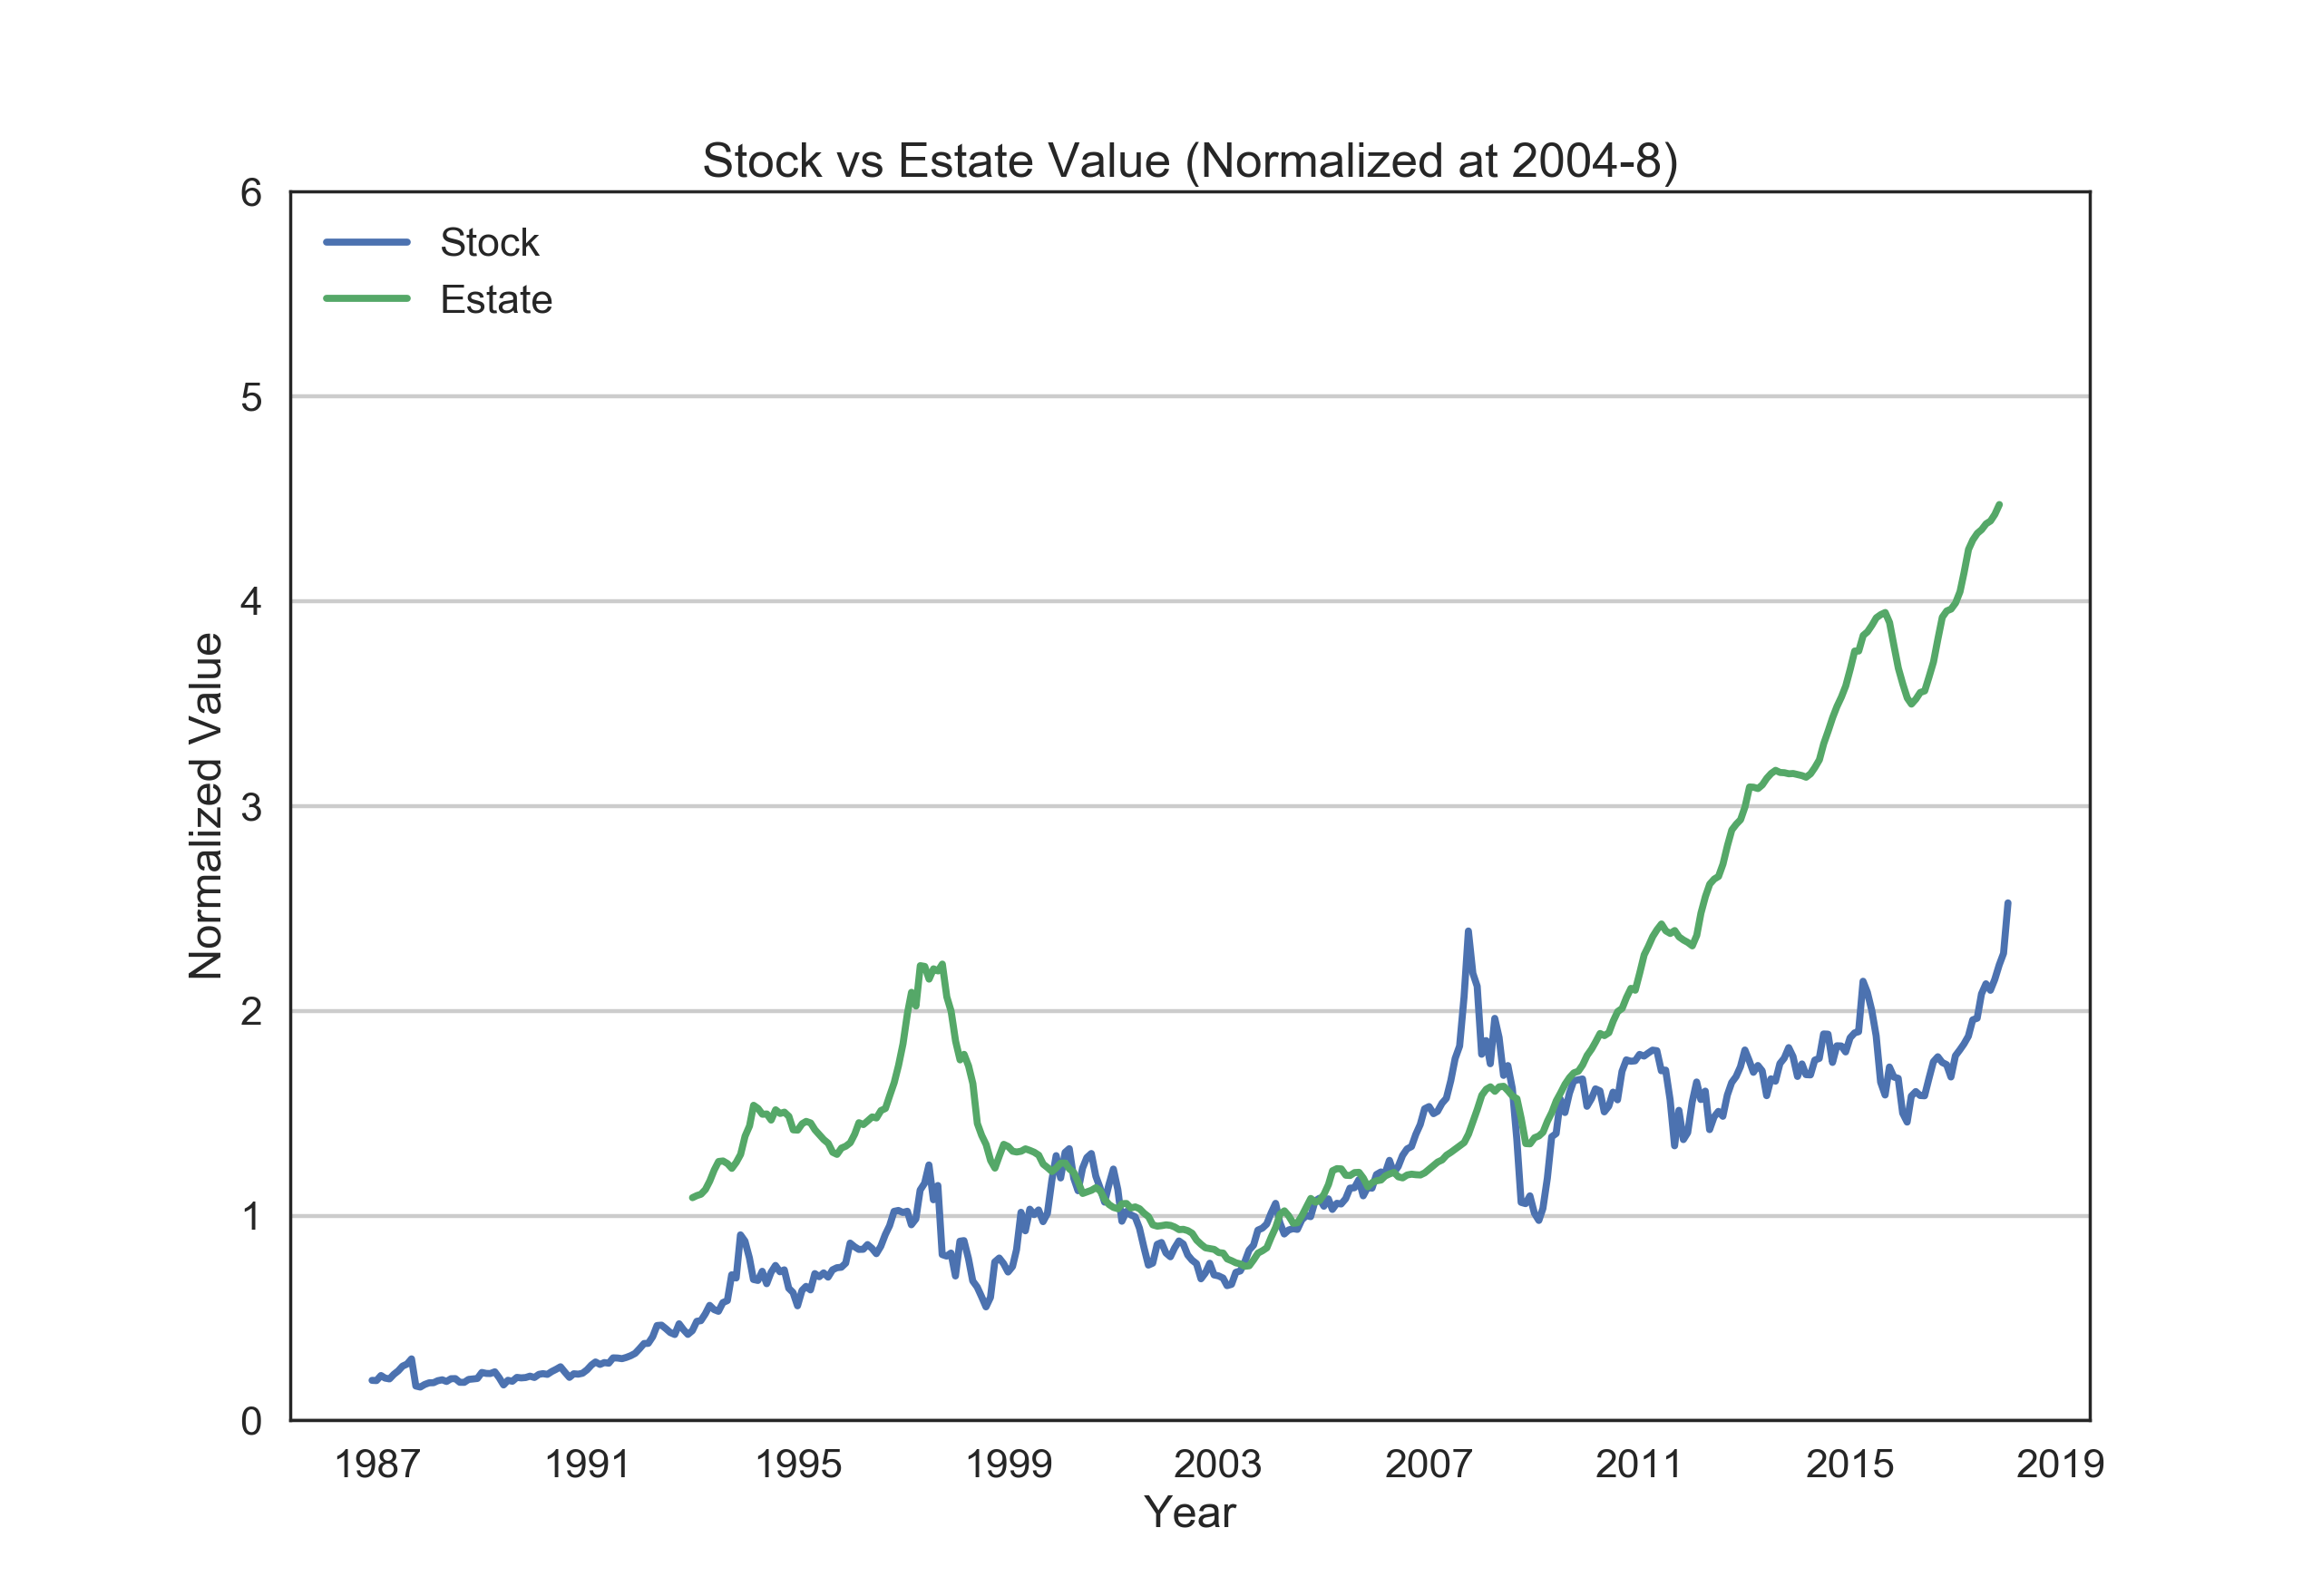 Stock vs Estate Value (Normalized at 2004-8)
6
Stock
Estate
5
4
3
2
1
0
Normalized Value
1987 1991 1995 1999 2003 2007 2011 2015 2019
Year